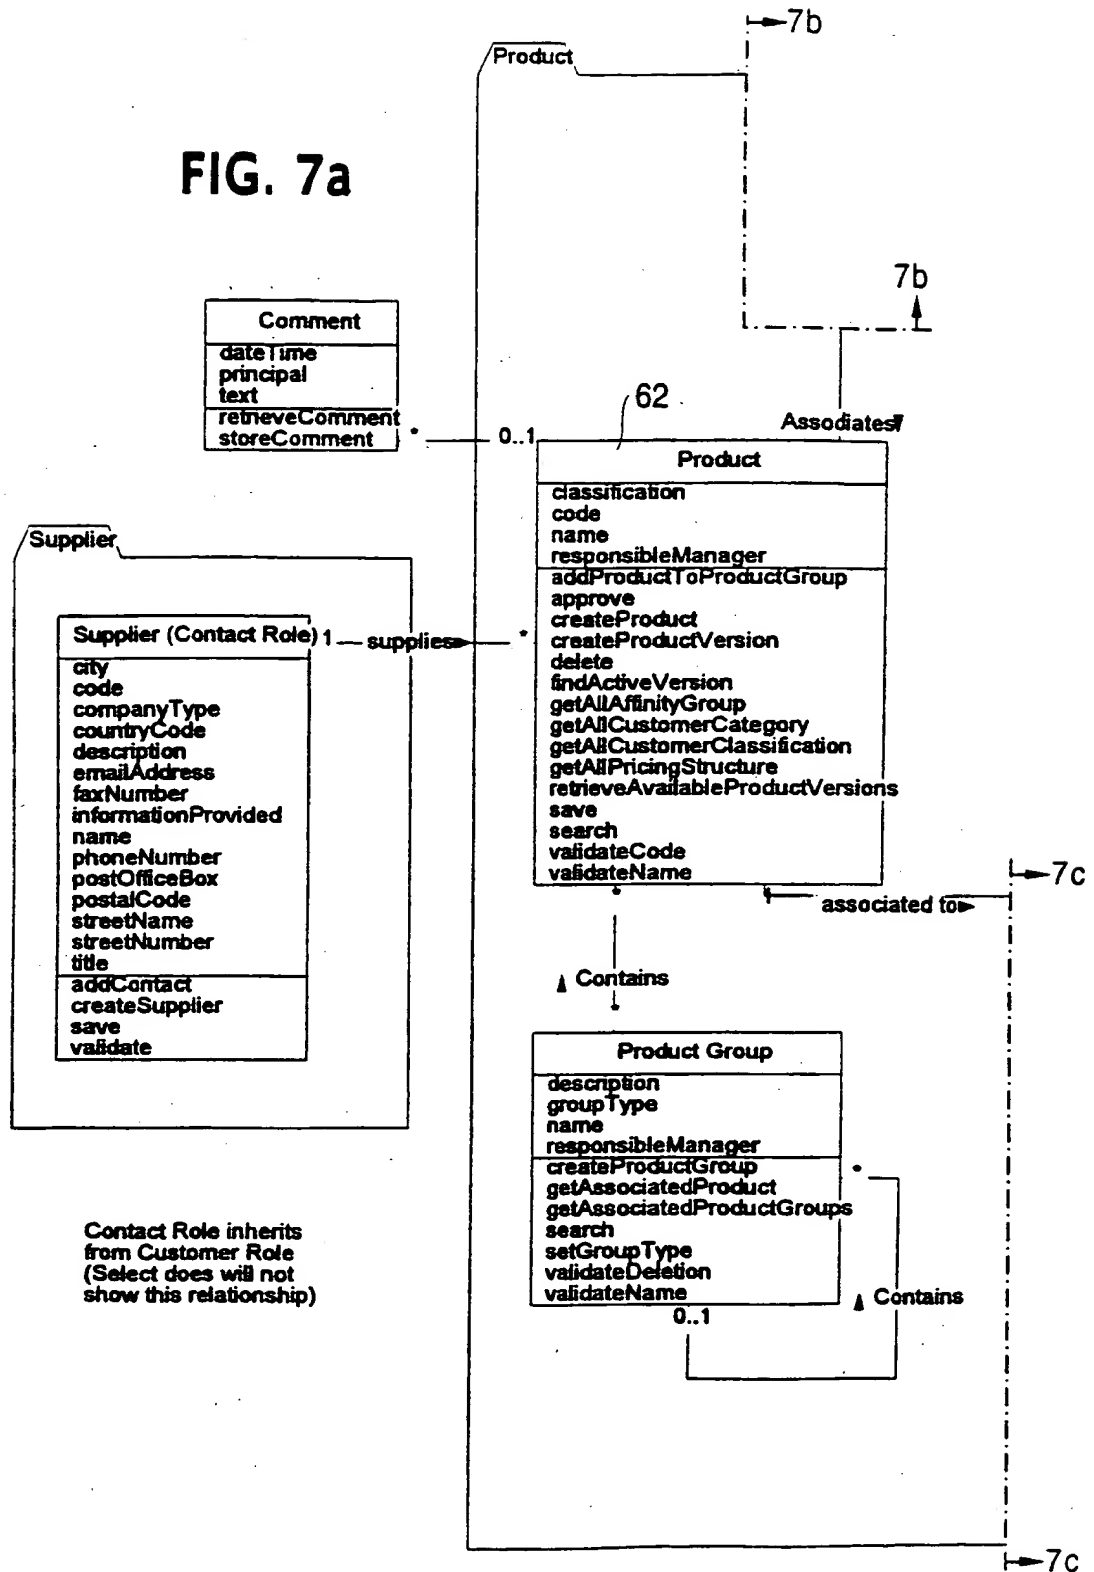 7b
Product
FIG. 7a
7b
Comment
dateTime
principal
text
retrieveComment
storeComment
*
0..1
62
Associates
Product
classification
code
name
responsibleManager
addProductToProductGroup
approve
createProduct
createProductVersion
delete
findActiveVersion
getAllAffinityGroup
getAllCustomerCategory
getAllCustomerClassification
getAllPricingStructure
retrieveAvailableProductVersions
save
search
validateCode
validateName
Supplier
Supplier (Contact Role)
1
supplies
*
city
code
companyType
countryCode
description
emailAddress
faxNumber
informationProvided
name
phoneNumber
postOfficeBox
postalCode
streetName
streetNumber
title
addContact
createSupplier
save
validate
7c
*
1
associated to
Contains
*
Product Group
description
groupType
name
responsibleManager
createProductGroup
getAssociatedProduct
getAssociatedProductGroups
search
setGroupType
validateDeletion
validateName
*
0..1
Contains
Contact Role inherits
from Customer Role
(Select does will not
show this relationship)
7c